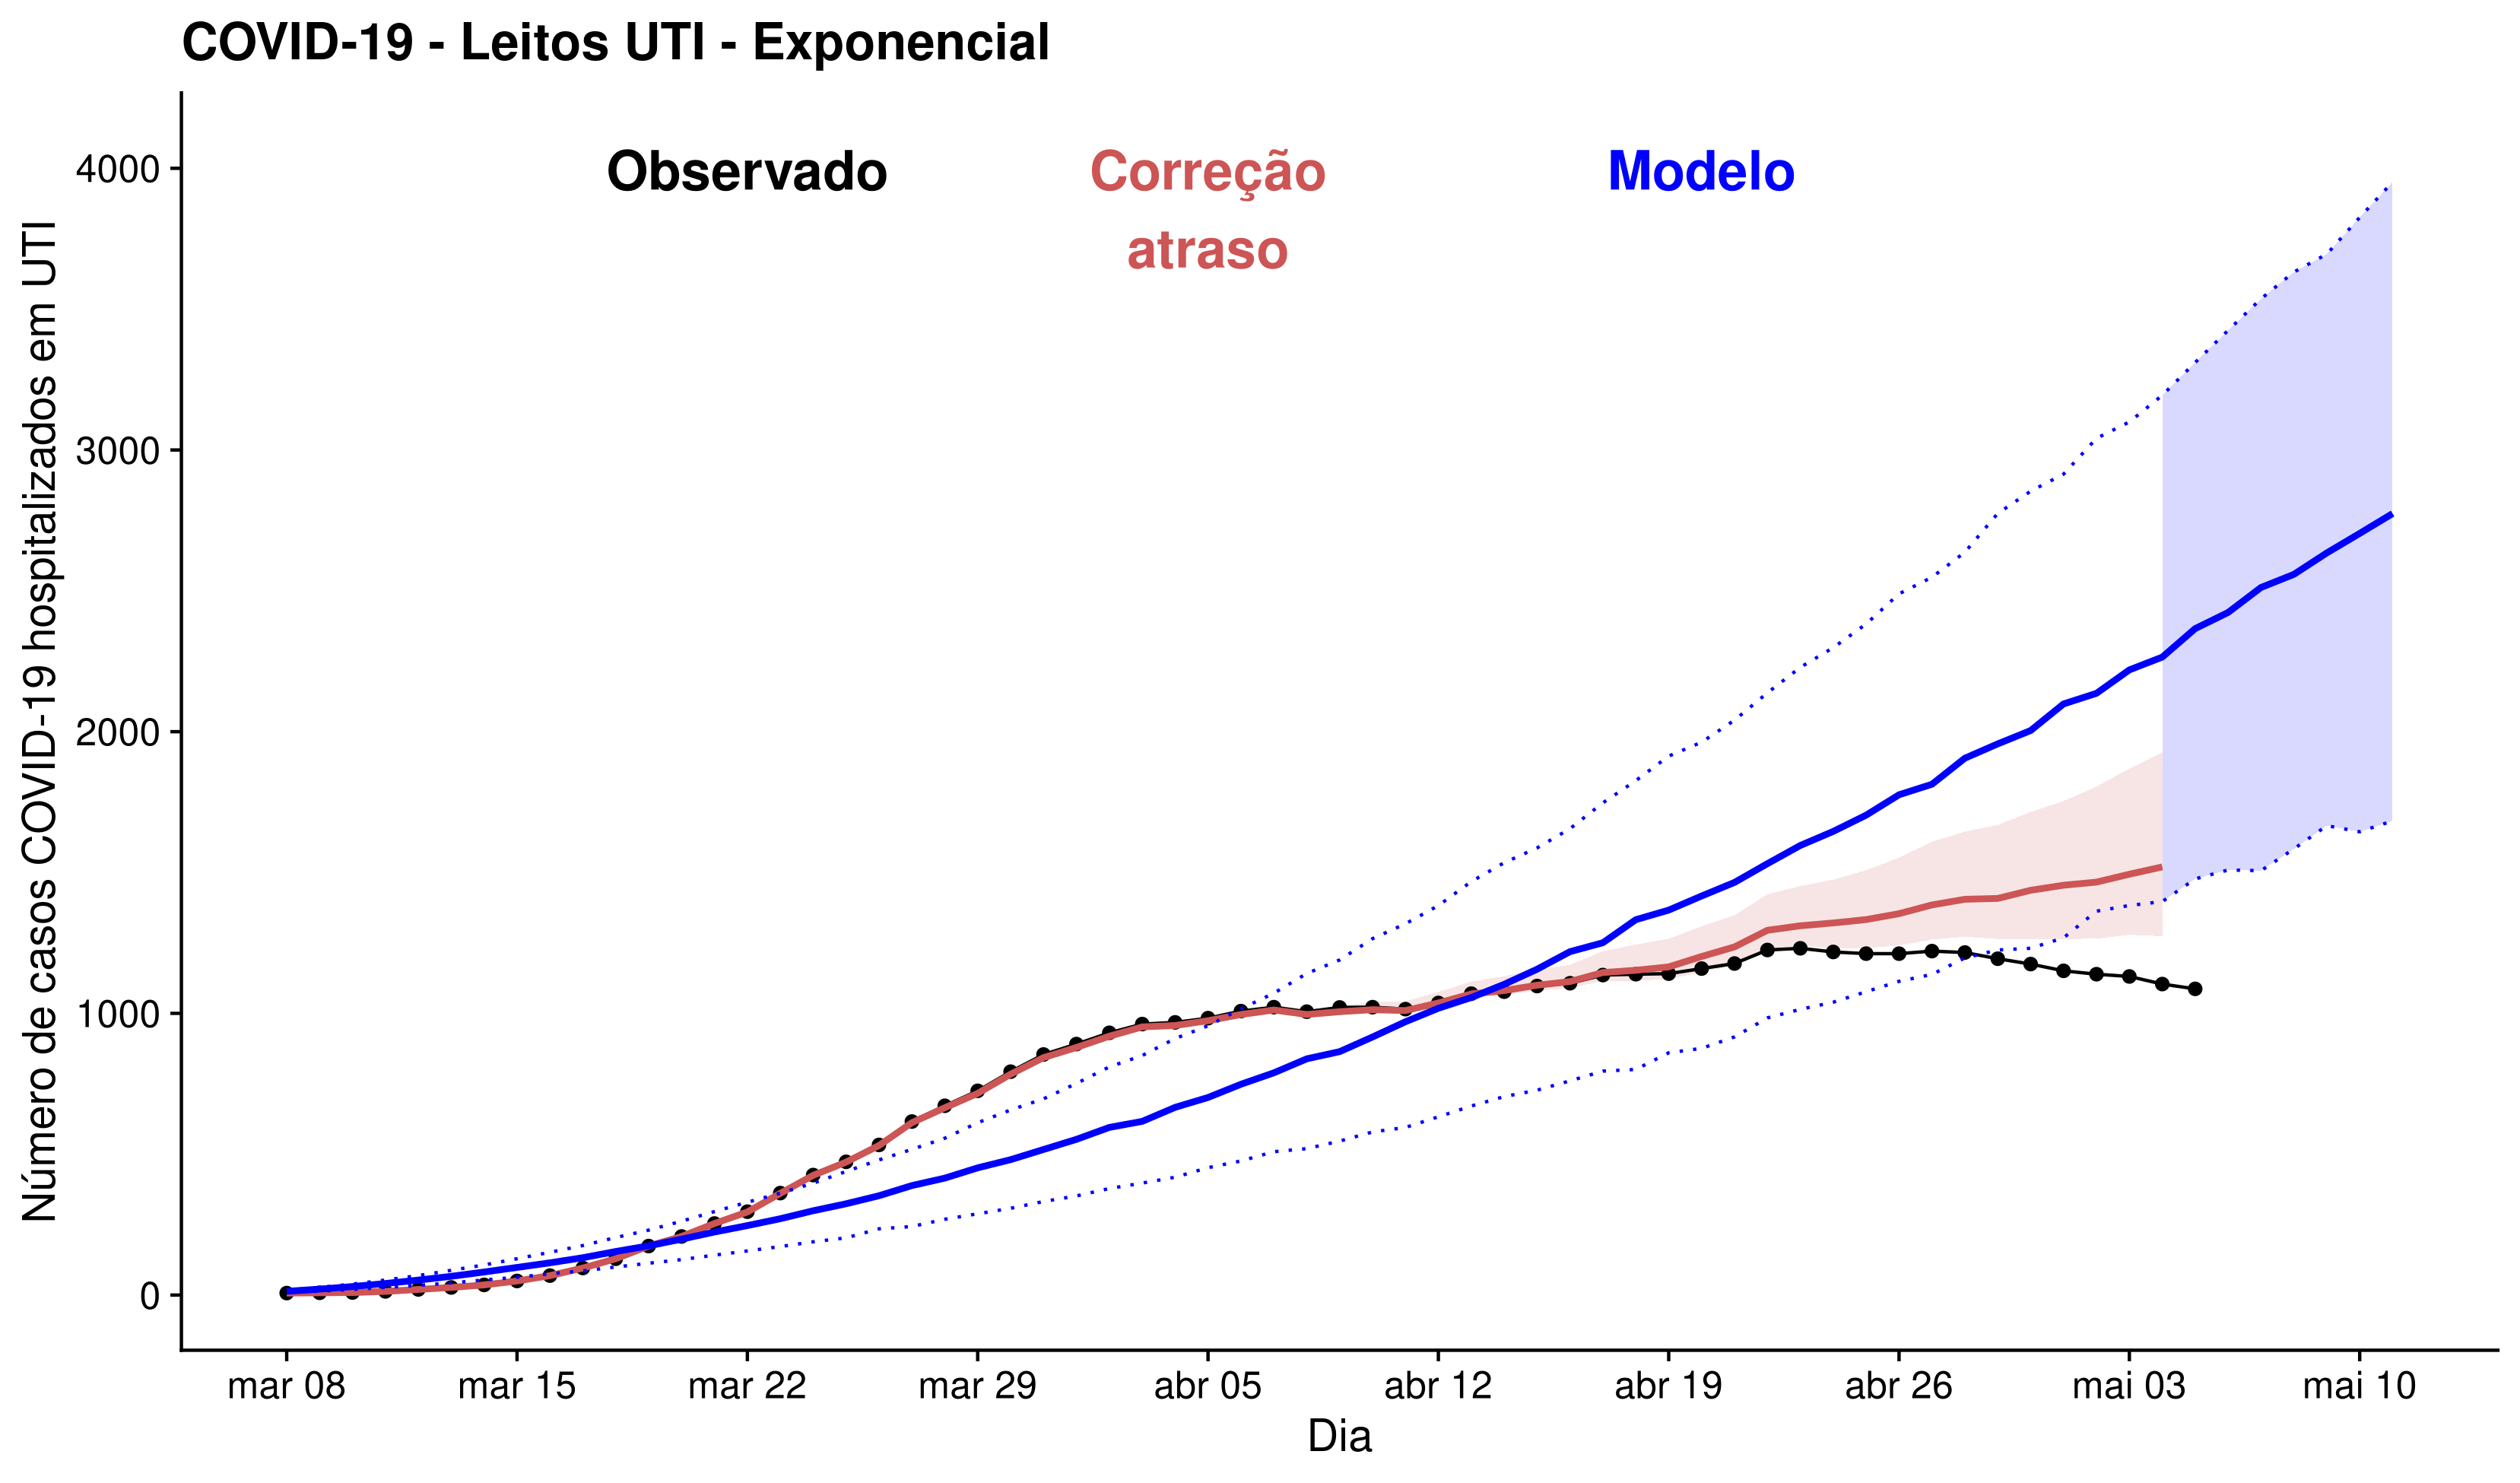 COVID-19 - Leitos UTI - Exponencial
Observado
Correção
atraso
Modelo
Número de casos COVID-19 hospitalizados em UTI
4000
3000
2000
1000
0
mar 08
mar 15
mar 22
mar 29
abr 05
abr 12
abr 19
abr 26
mai 03
mai 10
Dia